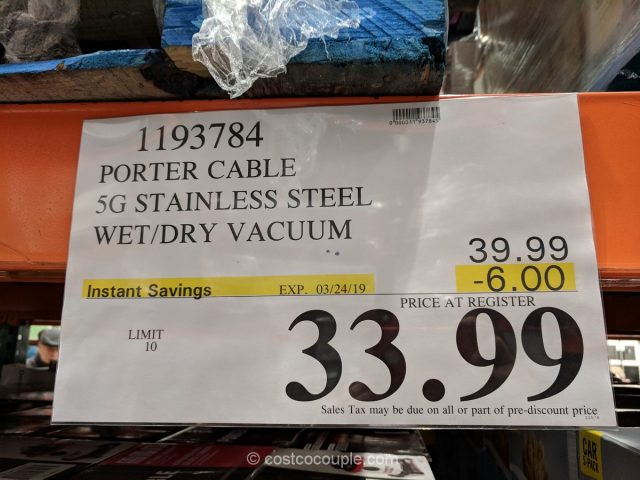 1193784
PORTER CABLE
5G STAINLESS STEEL
WET/DRY VACUUM
39.99
-6.00
Instant Savings EXP. 03/24/19
PRICE AT REGISTER
LIMIT
10
33.99
Sales Tax may be due on all or part of pre-discount price
CAR
costcocouple.com